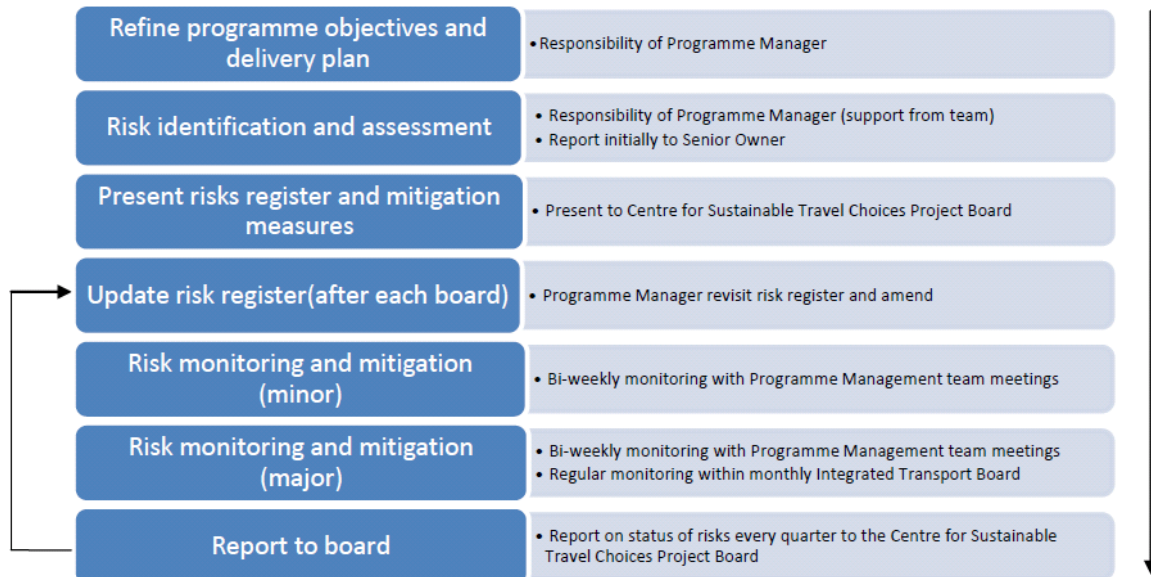 Refine programme objectives and
delivery plan
• Responsibility of Programme Manager
Risk identification and assessment
• Responsibility of Programme Manager (support from team)
• Report initially to Senior Owner
Present risks register and mitigation
measures
• Present to Centre for Sustainable Travel Choices Project Board
Update risk register(after each board)
• Programme Manager revisit risk register and amend
Risk monitoring and mitigation
(minor)
• Bi-weekly monitoring with Programme Management team meetings
Risk monitoring and mitigation
(major)
• Bi-weekly monitoring with Programme Management team meetings
• Regular monitoring within monthly Integrated Transport Board
Report to board
• Report on status of risks every quarter to the Centre for Sustainable
Travel Choices Project Board